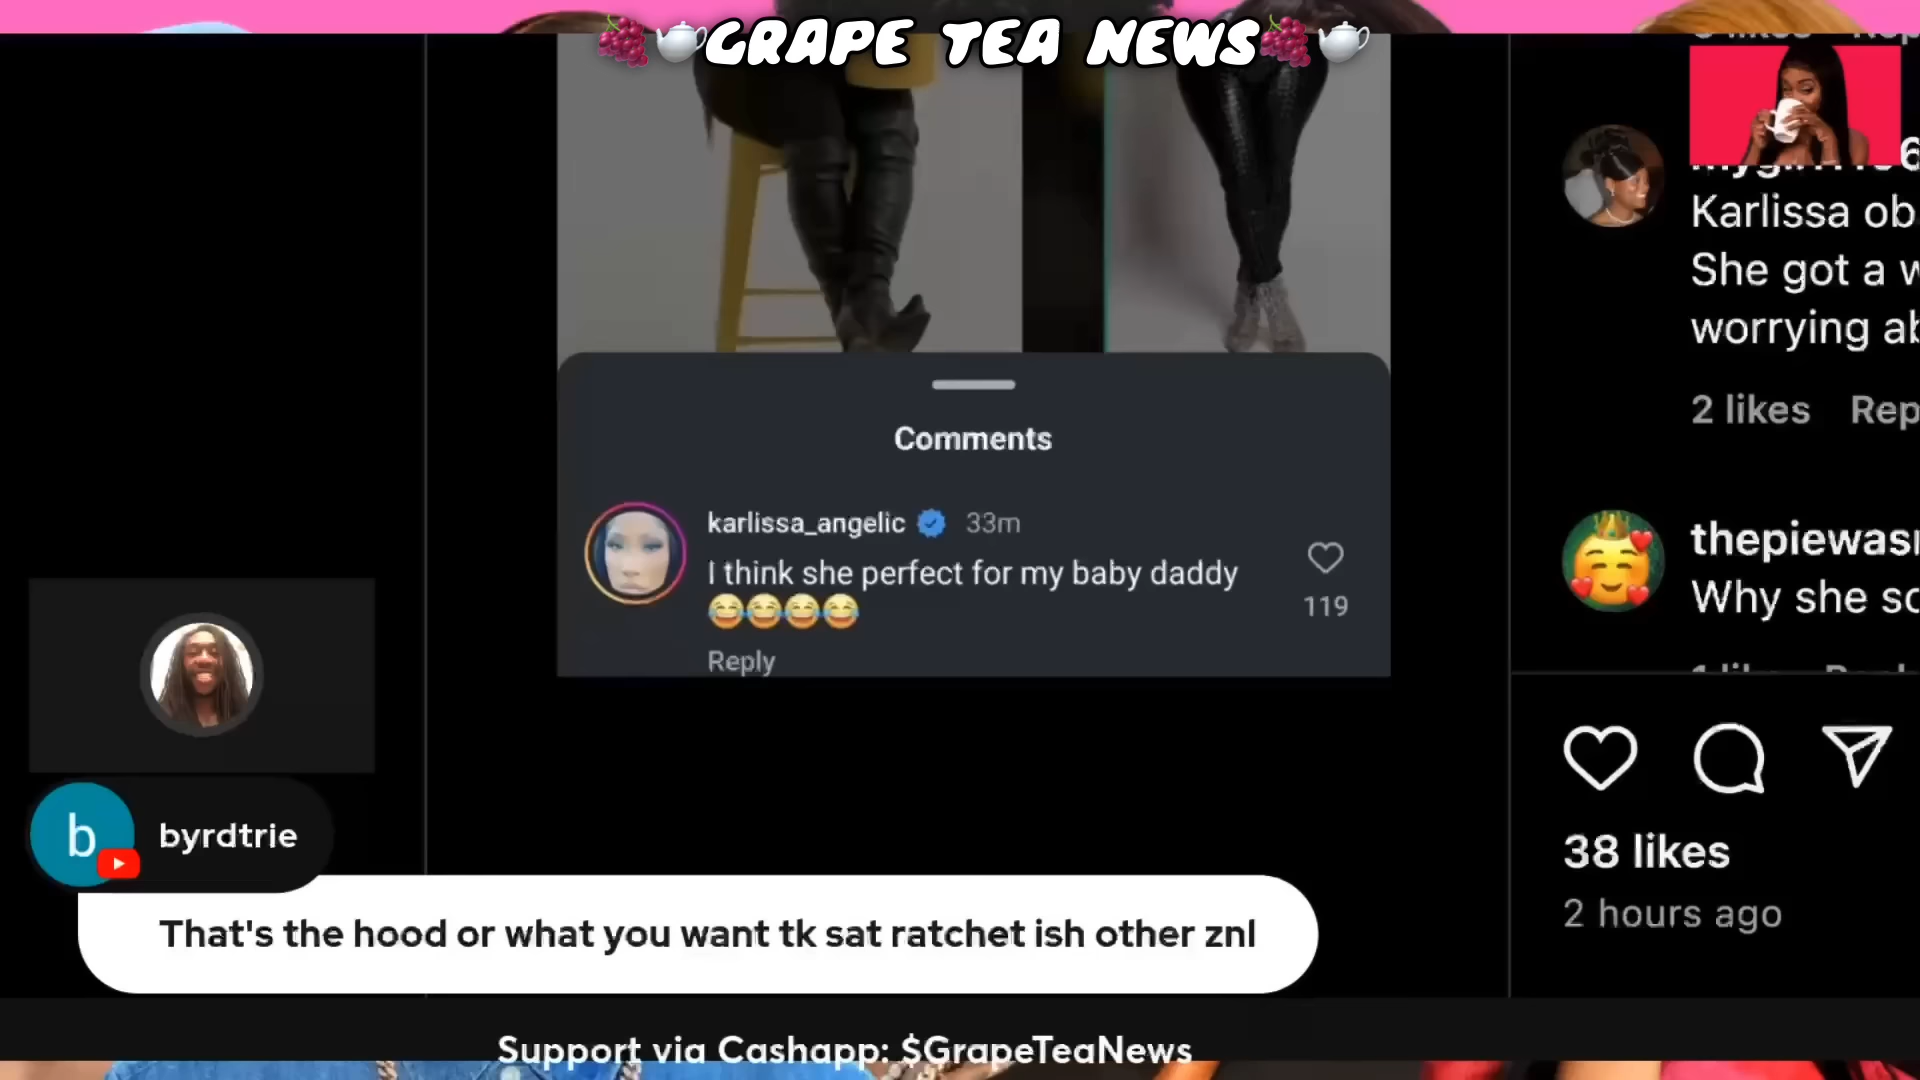 GRAPE TEA NEWS
Karlissa ob
She got a w
worrying ab
2 likes Rep
Comments
karlissa_angelic 33m
I think she perfect for my baby daddy
😂😂😂😂
119
Reply
thepiewas
Why she so
38 likes
2 hours ago
b byrdtrie
That's the hood or what you want tk sat ratchet ish other znl
Support via Cashapp: $GrapeTeaNews